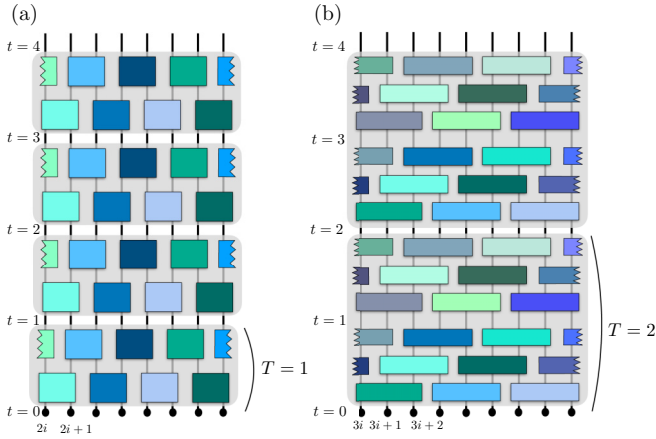 (a)
t = 4
t = 3
t = 2
t = 1
T = 1
t = 0
2i 2i + 1
(b)
t = 4
t = 3
t = 2
T = 2
t = 1
t = 0
3i 3i + 1 3i + 2